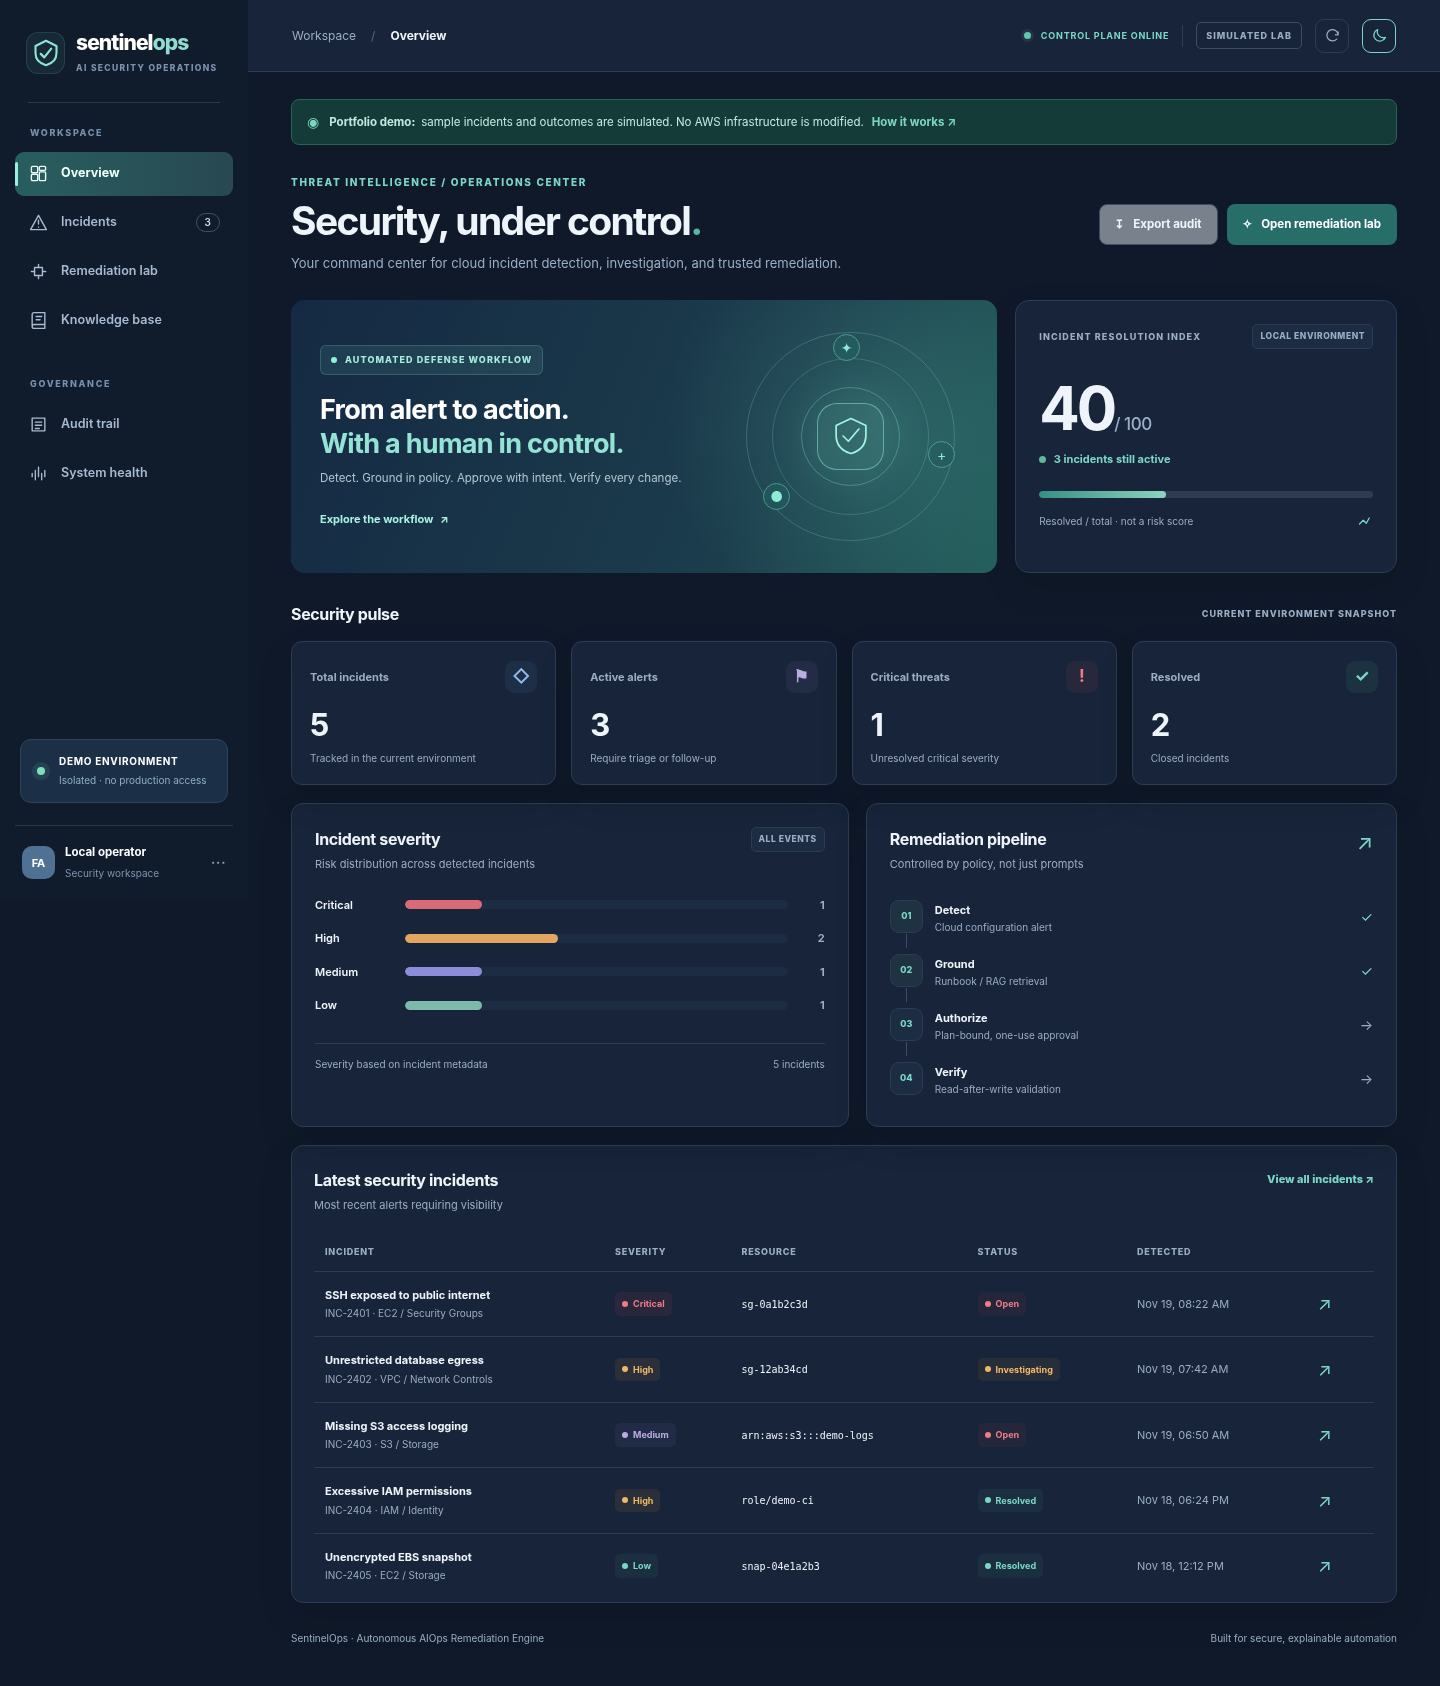 sentinelops
AI SECURITY OPERATIONS
WORKSPACE
Overview
Incidents 3
Remediation lab
Knowledge base
GOVERNANCE
Audit trail
System health
DEMO ENVIRONMENT
Isolated · no production access
FA
Local operator
Security workspace
Workspace / Overview
CONTROL PLANE ONLINE
SIMULATED LAB
Portfolio demo: sample incidents and outcomes are simulated. No AWS infrastructure is modified. How it works ↗
THREAT INTELLIGENCE / OPERATIONS CENTER
Security, under control.
Your command center for cloud incident detection, investigation, and trusted remediation.
Export audit
Open remediation lab
AUTOMATED DEFENSE WORKFLOW
From alert to action.
With a human in control.
Detect. Ground in policy. Approve with intent. Verify every change.
Explore the workflow ↗
INCIDENT RESOLUTION INDEX
LOCAL ENVIRONMENT
40 / 100
3 incidents still active
Resolved / total · not a risk score
Security pulse
CURRENT ENVIRONMENT SNAPSHOT
Total incidents
5
Tracked in the current environment
Active alerts
3
Require triage or follow-up
Critical threats
!
1
Unresolved critical severity
Resolved
2
Closed incidents
Incident severity
ALL EVENTS
Risk distribution across detected incidents
Critical 1
High 2
Medium 1
Low 1
Severity based on incident metadata
5 incidents
Remediation pipeline
Controlled by policy, not just prompts
01 Detect
Cloud configuration alert
02 Ground
Runbook / RAG retrieval
03 Authorize
Plan-bound, one-use approval
04 Verify
Read-after-write validation
Latest security incidents
View all incidents ↗
Most recent alerts requiring visibility
INCIDENT SEVERITY RESOURCE STATUS DETECTED
SSH exposed to public internet
INC-2401 · EC2 / Security Groups
Critical sg-0a1b2c3d Open Nov 19, 08:22 AM
Unrestricted database egress
INC-2402 · VPC / Network Controls
High sg-12ab34cd Investigating Nov 19, 07:42 AM
Missing S3 access logging
INC-2403 · S3 / Storage
Medium arn:aws:s3:::demo-logs Open Nov 19, 06:50 AM
Excessive IAM permissions
INC-2404 · IAM / Identity
High role/demo-ci Resolved Nov 18, 06:24 PM
Unencrypted EBS snapshot
INC-2405 · EC2 / Storage
Low snap-04e1a2b3 Resolved Nov 18, 12:12 PM
SentinelOps · Autonomous AIOps Remediation Engine
Built for secure, explainable automation